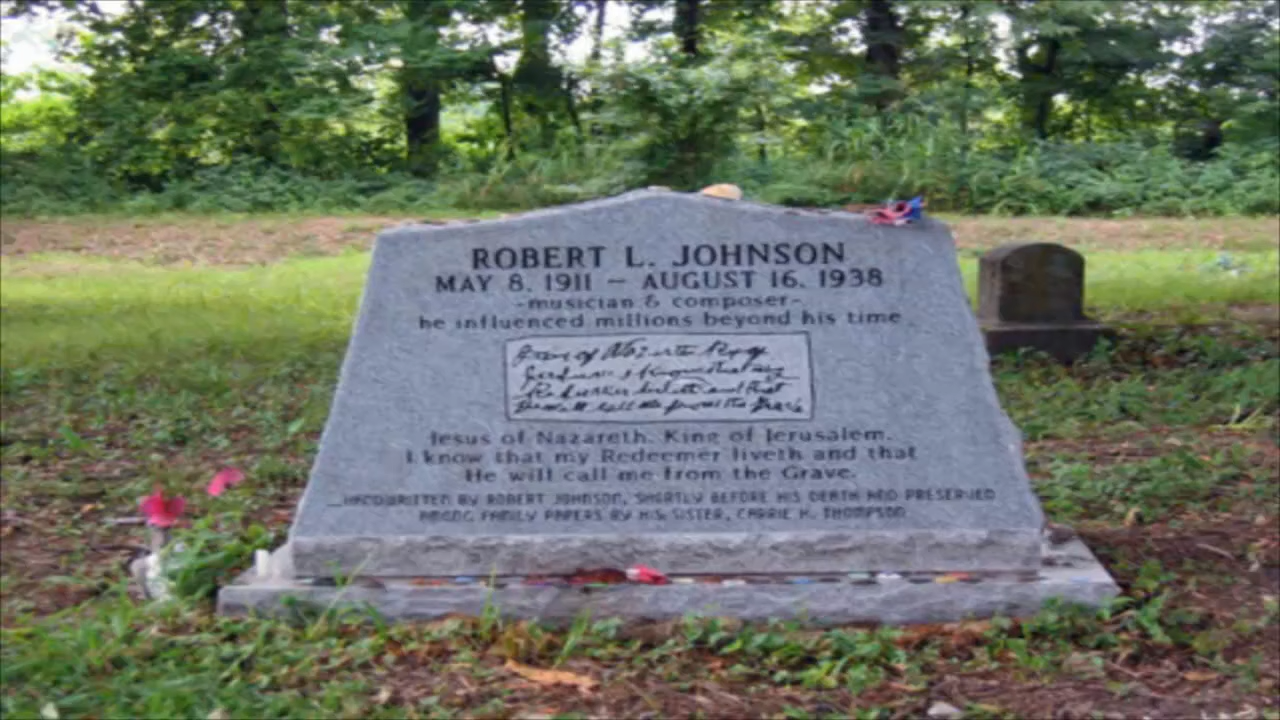 ROBERT L. JOHNSON
MAY 8, 1911 – AUGUST 16, 1938
-musician & composer-
he influenced millions beyond his time
Jesus of Nazareth, King of Jerusalem,
I know that my Redeemer liveth and that
He will call me from the Grave.
HANDWRITTEN BY ROBERT JOHNSON, SHORTLY BEFORE HIS DEATH AND PRESERVED
AMONG FAMILY PAPERS BY HIS SISTER, CARRIE H. THOMPSON